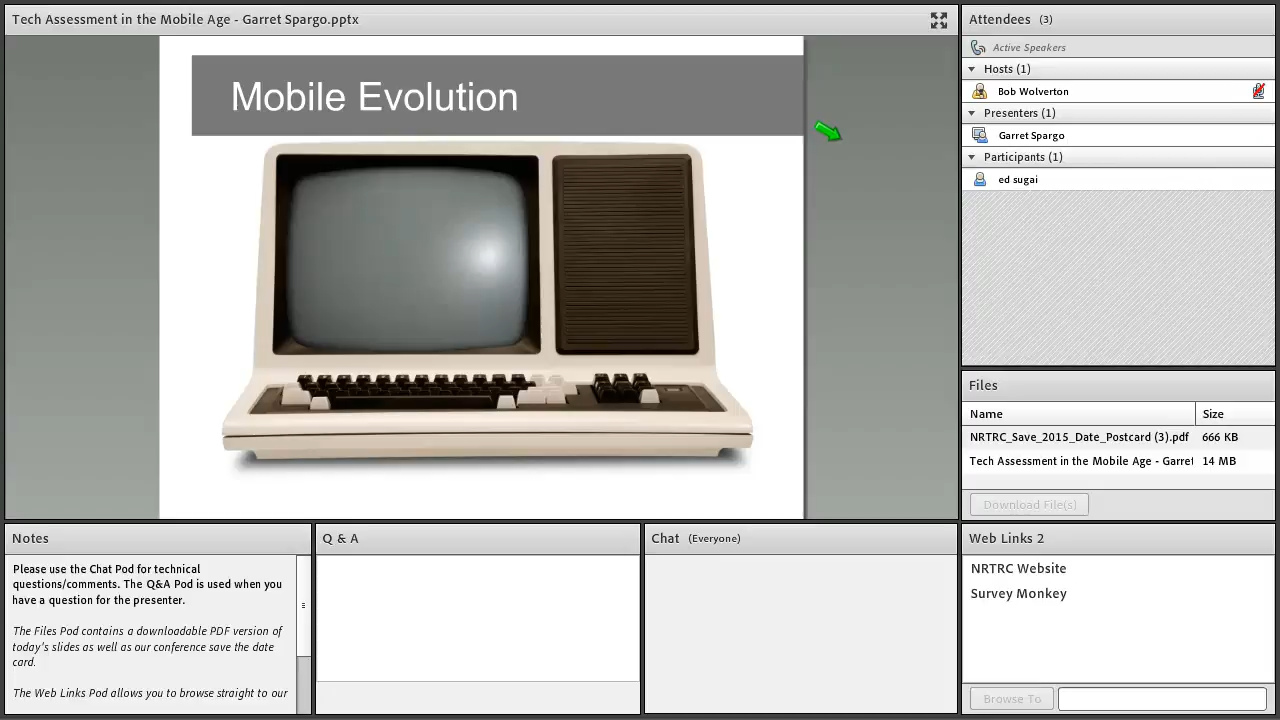 Tech Assessment in the Mobile Age - Garret Spargo.pptx
Mobile Evolution
Attendees (3)
Active Speakers
Hosts (1)
Bob Wolverton
Presenters (1)
Garret Spargo
Participants (1)
ed sugai
Files
Name Size
NRTRC_Save_2015_Date_Postcard (3).pdf 666 KB
Tech Assessment in the Mobile Age - Garret 14 MB
Download File(s)
Notes
Please use the Chat Pod for technical
questions/comments. The Q&A Pod is used when you
have a question for the presenter.
The Files Pod contains a downloadable PDF version of
today's slides as well as our conference save the date
card.
The Web Links Pod allows you to browse straight to our
Q & A
Chat (Everyone)
Web Links 2
NRTRC Website
Survey Monkey
Browse To